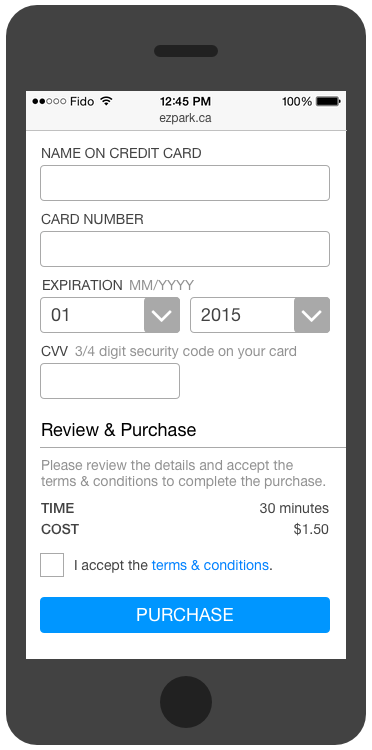 ●●○○○ Fido 12:45 PM 100%
ezpark.ca
NAME ON CREDIT CARD
CARD NUMBER
EXPIRATION MM/YYYY
01 2015
CVV 3/4 digit security code on your card
Review & Purchase
Please review the details and accept the
terms & conditions to complete the purchase.
TIME 30 minutes
COST $1.50
I accept the terms & conditions.
PURCHASE